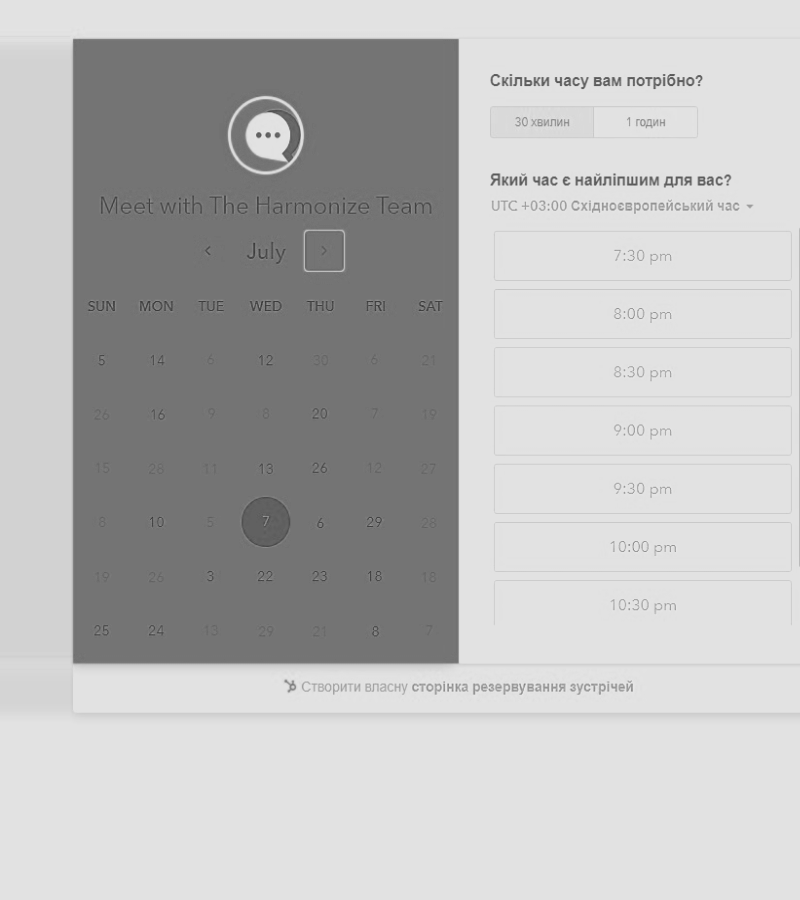 Meet with The Harmonize Team
July
SUN MON TUE WED THU FRI SAT
5 14 6 12 30 6 21
26 16 9 8 20 7 19
15 28 11 13 26 12 27
8 10 5 7 6 29 28
19 26 3 22 23 18 18
25 24 13 29 21 8 7
Скільки часу вам потрібно?
30 хвилин 1 годин
Який час є найліпшим для вас?
UTC +03:00 Східноєвропейський час
7:30 pm
8:00 pm
8:30 pm
9:00 pm
9:30 pm
10:00 pm
10:30 pm
Створити власну сторінка резервування зустрічей